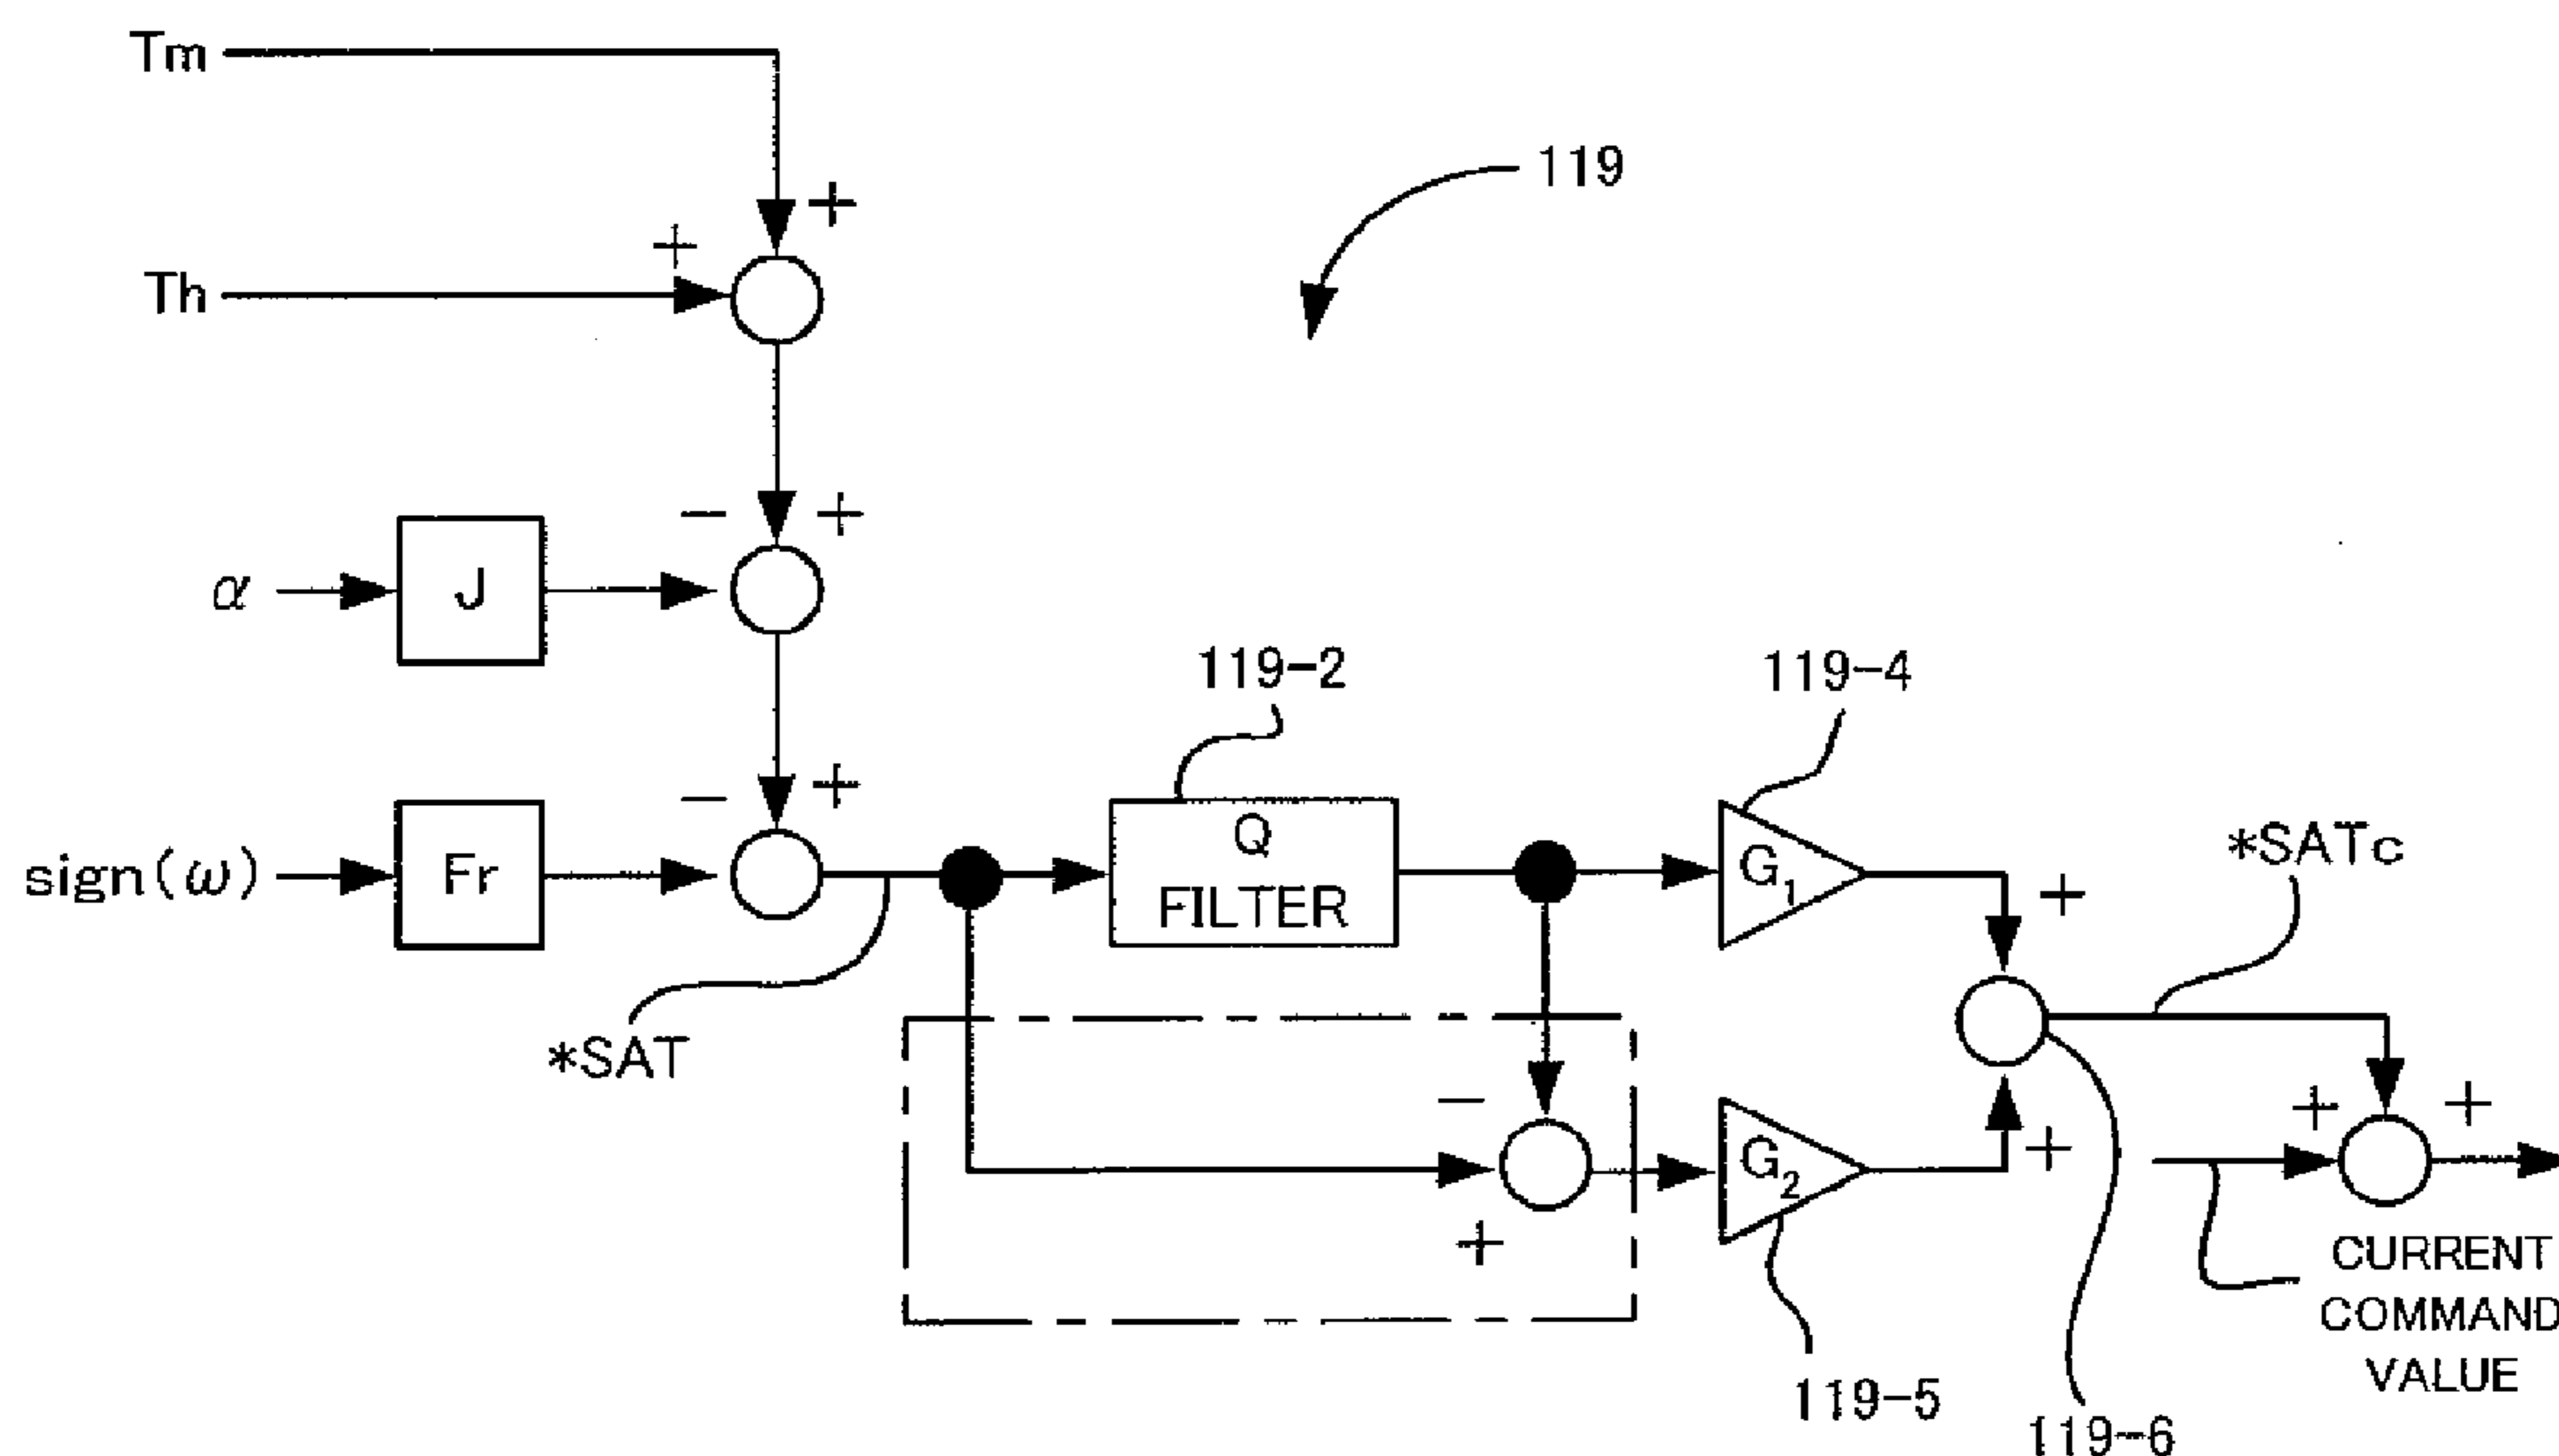 Tm
+
119
+
Th
− +
α
J
119-2
119-4
− +
sign(ω)
Fr
Q
FILTER
G1
*SATc
+
*SAT
−
+
+
G2
+
+
CURRENT
COMMAND
VALUE
119-5
119-6